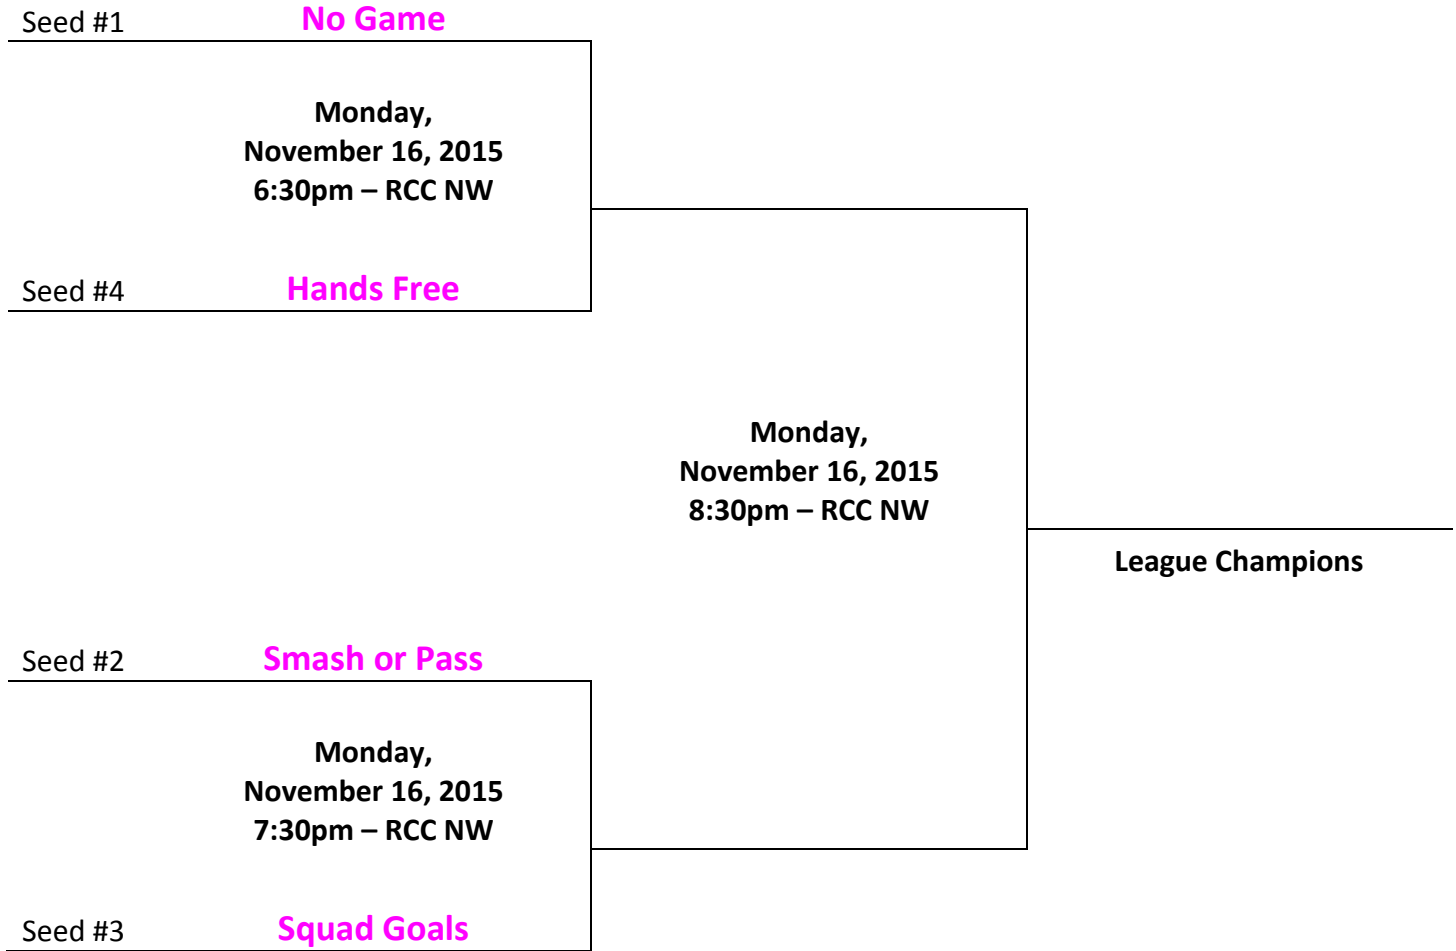 Seed #1 No Game
Monday,
November 16, 2015
6:30pm – RCC NW
Seed #4 Hands Free
Monday,
November 16, 2015
8:30pm – RCC NW
League Champions
Seed #2 Smash or Pass
Monday,
November 16, 2015
7:30pm – RCC NW
Seed #3 Squad Goals